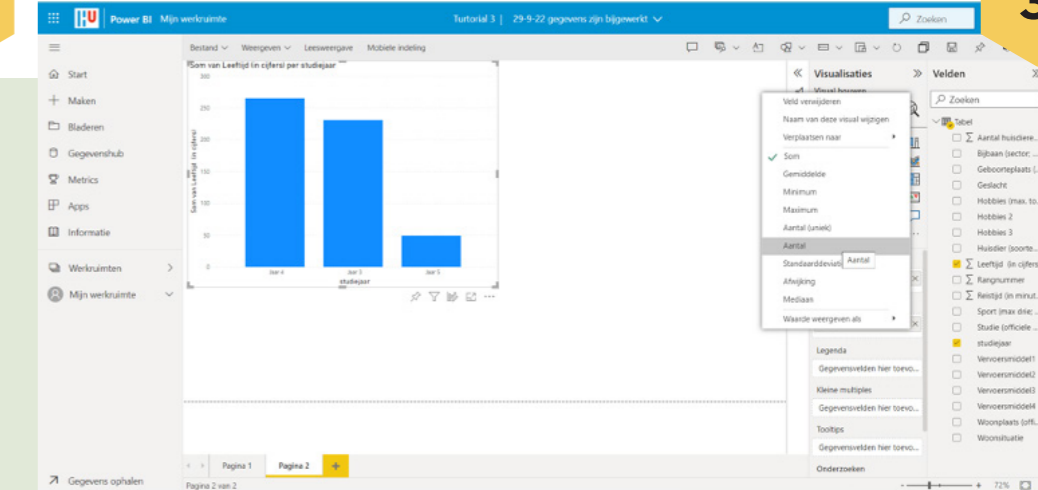 HU Power BI Mijn werkruimte
Turtorial 3 | 29-9-22 gegevens zijn bijgewerkt
Zoeken
Bestand Weergeven Leesweergave Mobiele indeling
Start
Maken
Bladeren
Gegevenshub
Metrics
Apps
Informatie
Werkruimten
Mijn werkruimte
Gegevens ophalen
Som van Leeftijd (in cijfers) per studiejaar
300
250
200
150
100
50
0
Som van Leeftijd (in cijfers)
Jaar 4 Jaar 3 Jaar 5
studiejaar
Pagina 1 Pagina 2 +
Pagina 2 van 2
Visualisaties
Visual bouwen
Veld verwijderen
Naam van deze visual wijzigen
Verplaatsen naar
Som
Gemiddelde
Minimum
Maximum
Aantal (uniek)
Aantal
Aantal
Standaarddeviati
Afwijking
Mediaan
Waarde weergeven als
Legenda
Gegevensvelden hier toevo...
Kleine multiples
Gegevensvelden hier toevo...
Tooltips
Gegevensvelden hier toevo...
Onderzoeken
Velden
Zoeken
Tabel
Aantal huisdiere...
Bijbaan (sector; ...
Geboorteplaats (...
Geslacht
Hobbies (max. to...
Hobbies 2
Hobbies 3
Huisdier (soorte...
Leeftijd (in cijfers)
Rangnummer
Reistijd (in minut...
Sport (max drie; ...
Studie (officiele ...
studiejaar
Vervoersmiddel1
Vervoersmiddel2
Vervoersmiddel3
Vervoersmiddel4
Woonplaats (offi...
Woonsituatie
- + 72%